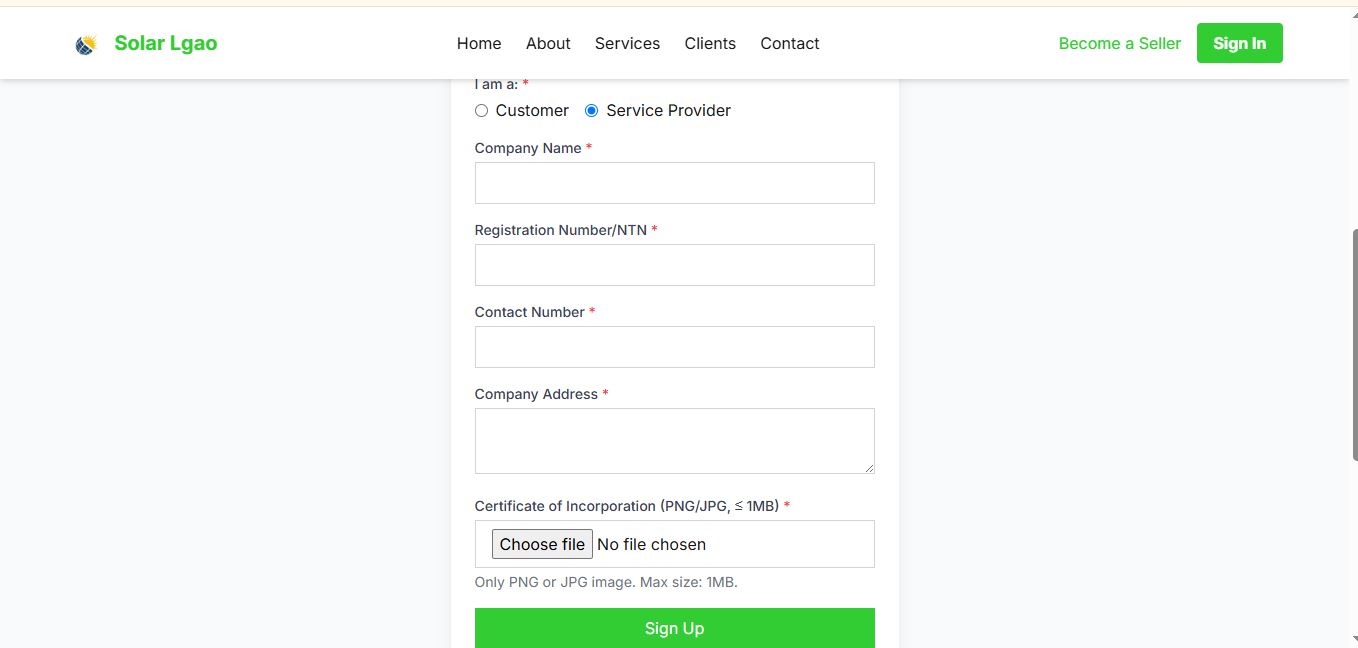 Solar Lgao
Home About Services Clients Contact
Become a Seller Sign In
I am a: *
Customer Service Provider
Company Name *
Registration Number/NTN *
Contact Number *
Company Address *
Certificate of Incorporation (PNG/JPG, ≤ 1MB) *
Choose file No file chosen
Only PNG or JPG image. Max size: 1MB.
Sign Up